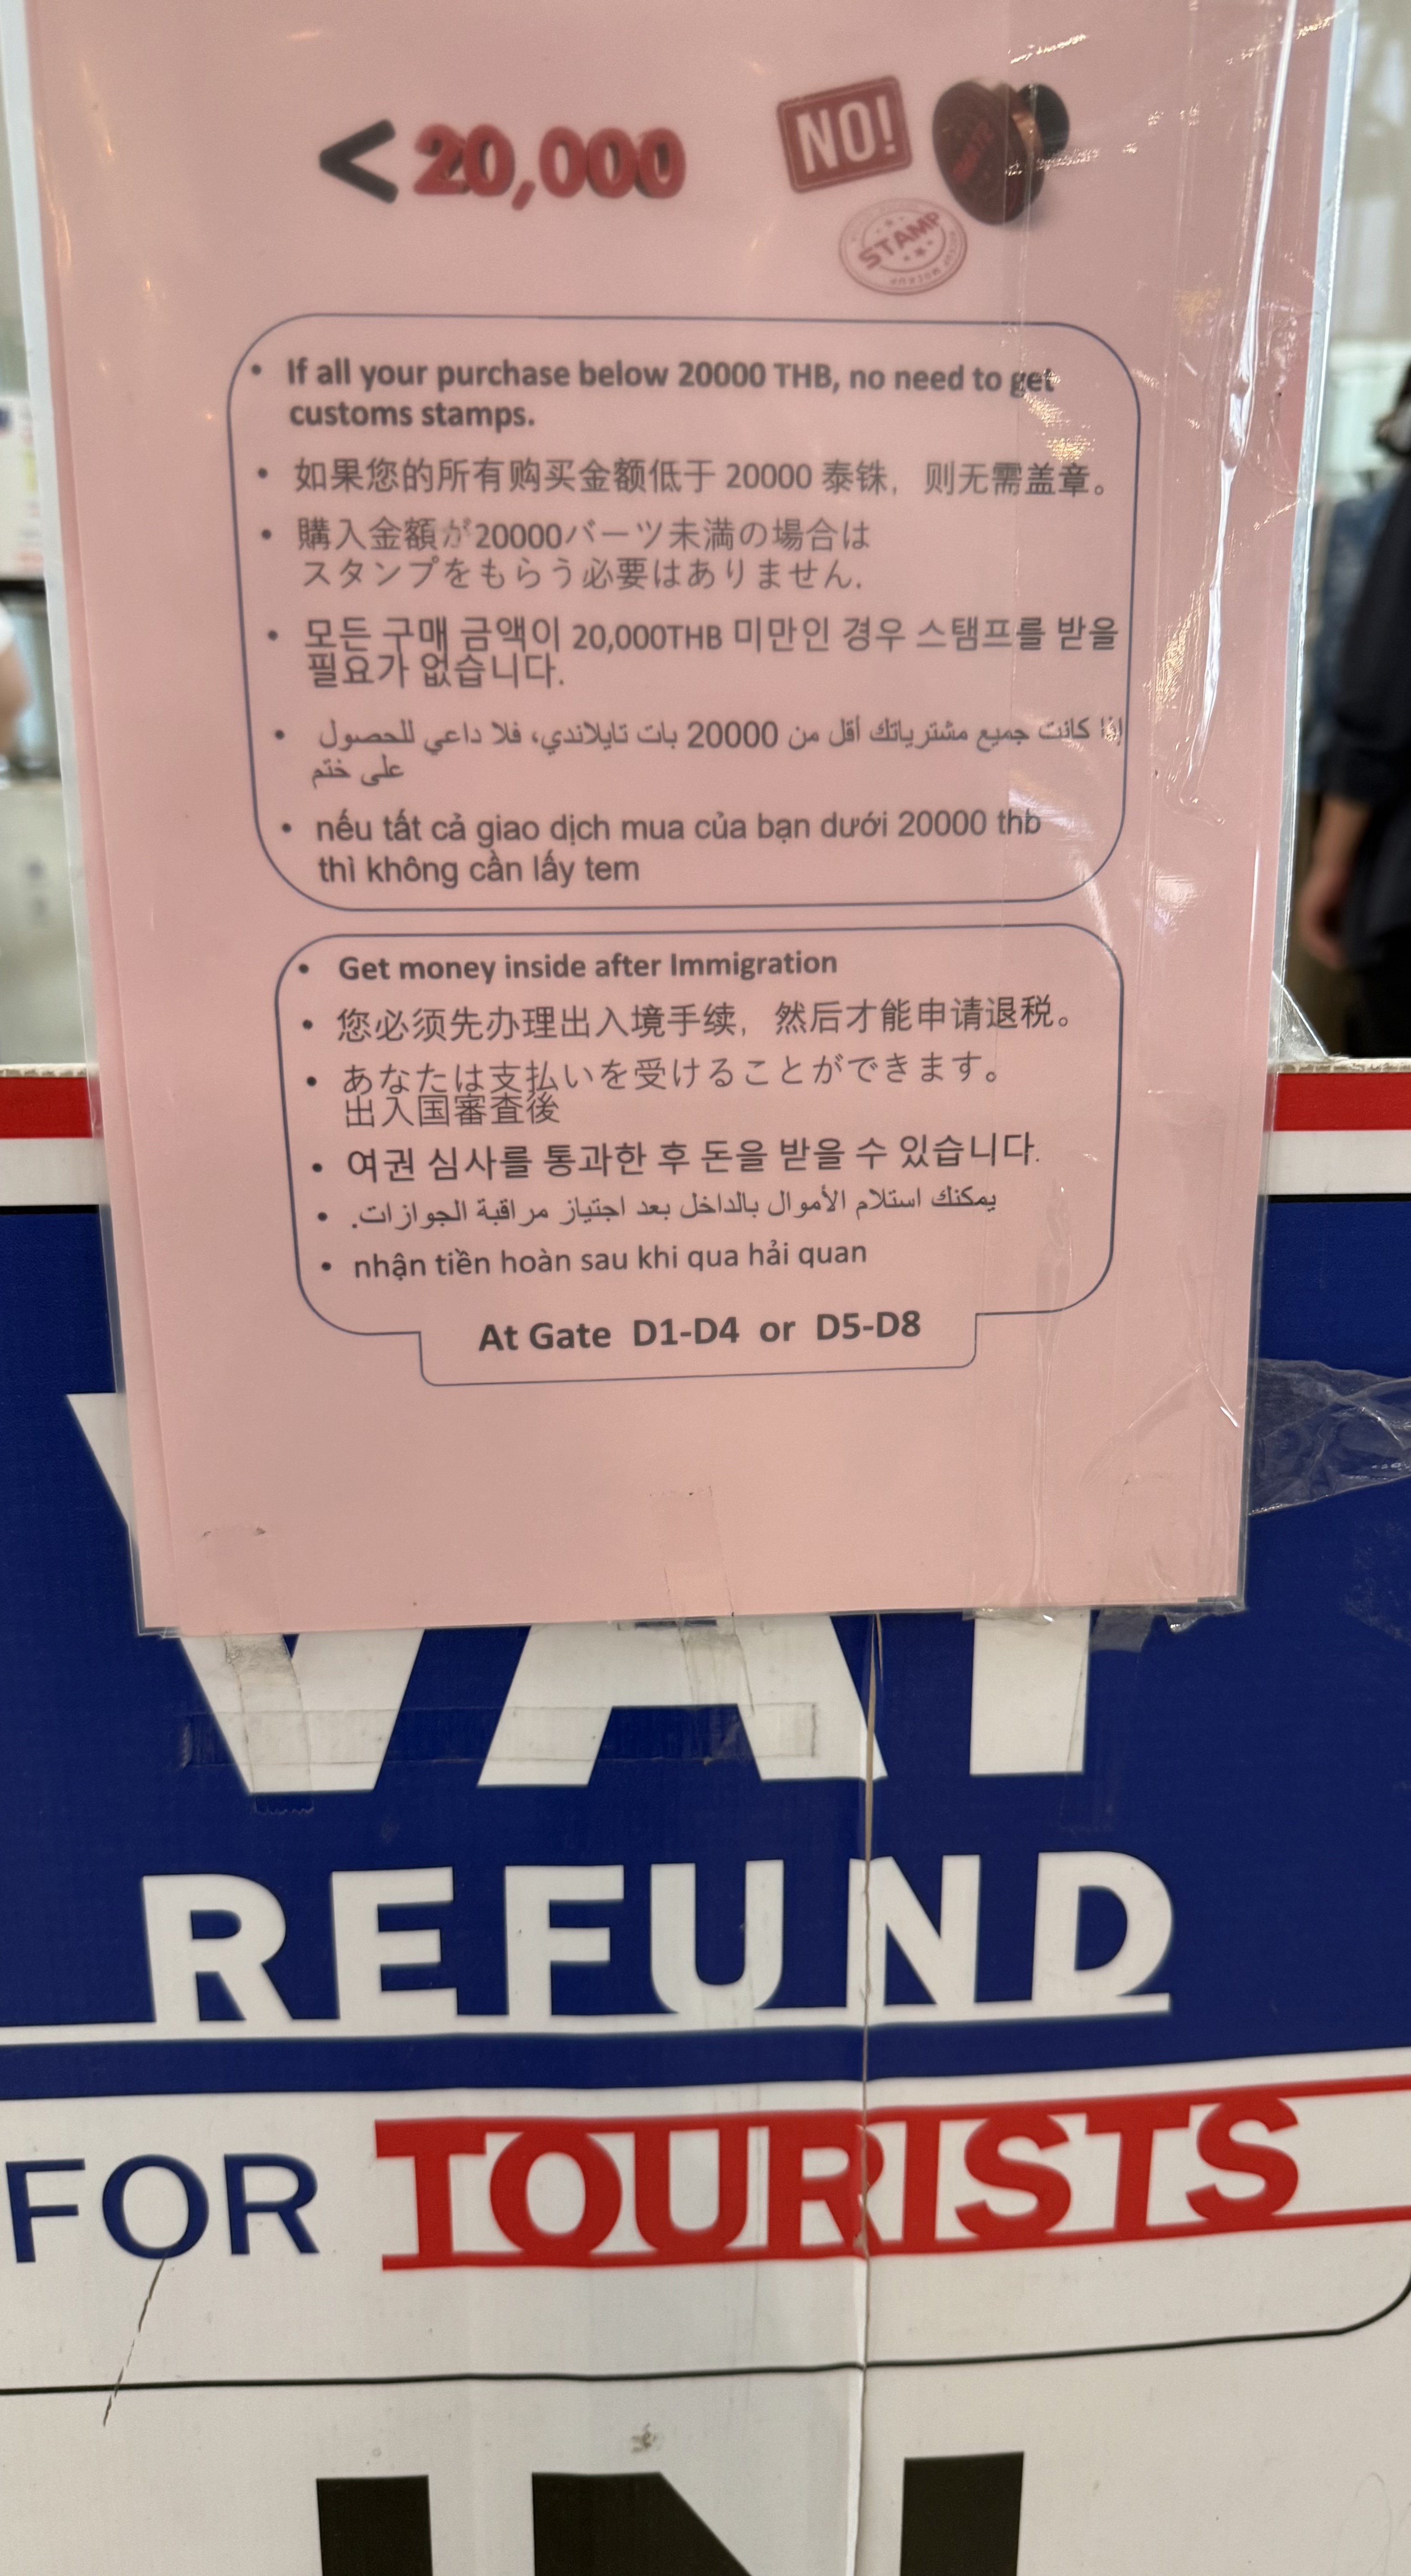 < 20,000
NO!
STAMP
• If all your purchase below 20000 THB, no need to get
customs stamps.
• 如果您的所有购买金额低于 20000 泰铢，则无需盖章。
• 購入金額が20000バーツ未満の場合は
スタンプをもらう必要はありません.
• 모든 구매 금액이 20,000THB 미만인 경우 스탬프를 받을
필요가 없습니다.
• إذا كانت جميع مشترياتك أقل من 20000 بات تايلاندي، فلا داعي للحصول
على ختم
• nếu tất cả giao dịch mua của bạn dưới 20000 thb
thì không cần lấy tem
• Get money inside after Immigration
• 您必须先办理出入境手续，然后才能申请退税。
• あなたは支払いを受けることができます。
出入国審査後
• 여권 심사를 통과한 후 돈을 받을 수 있습니다.
• يمكنك استلام الأموال بالداخل بعد اجتياز مراقبة الجوازات.
• nhận tiền hoàn sau khi qua hải quan
At Gate D1-D4 or D5-D8
VAT
REFUND
FOR TOURISTS